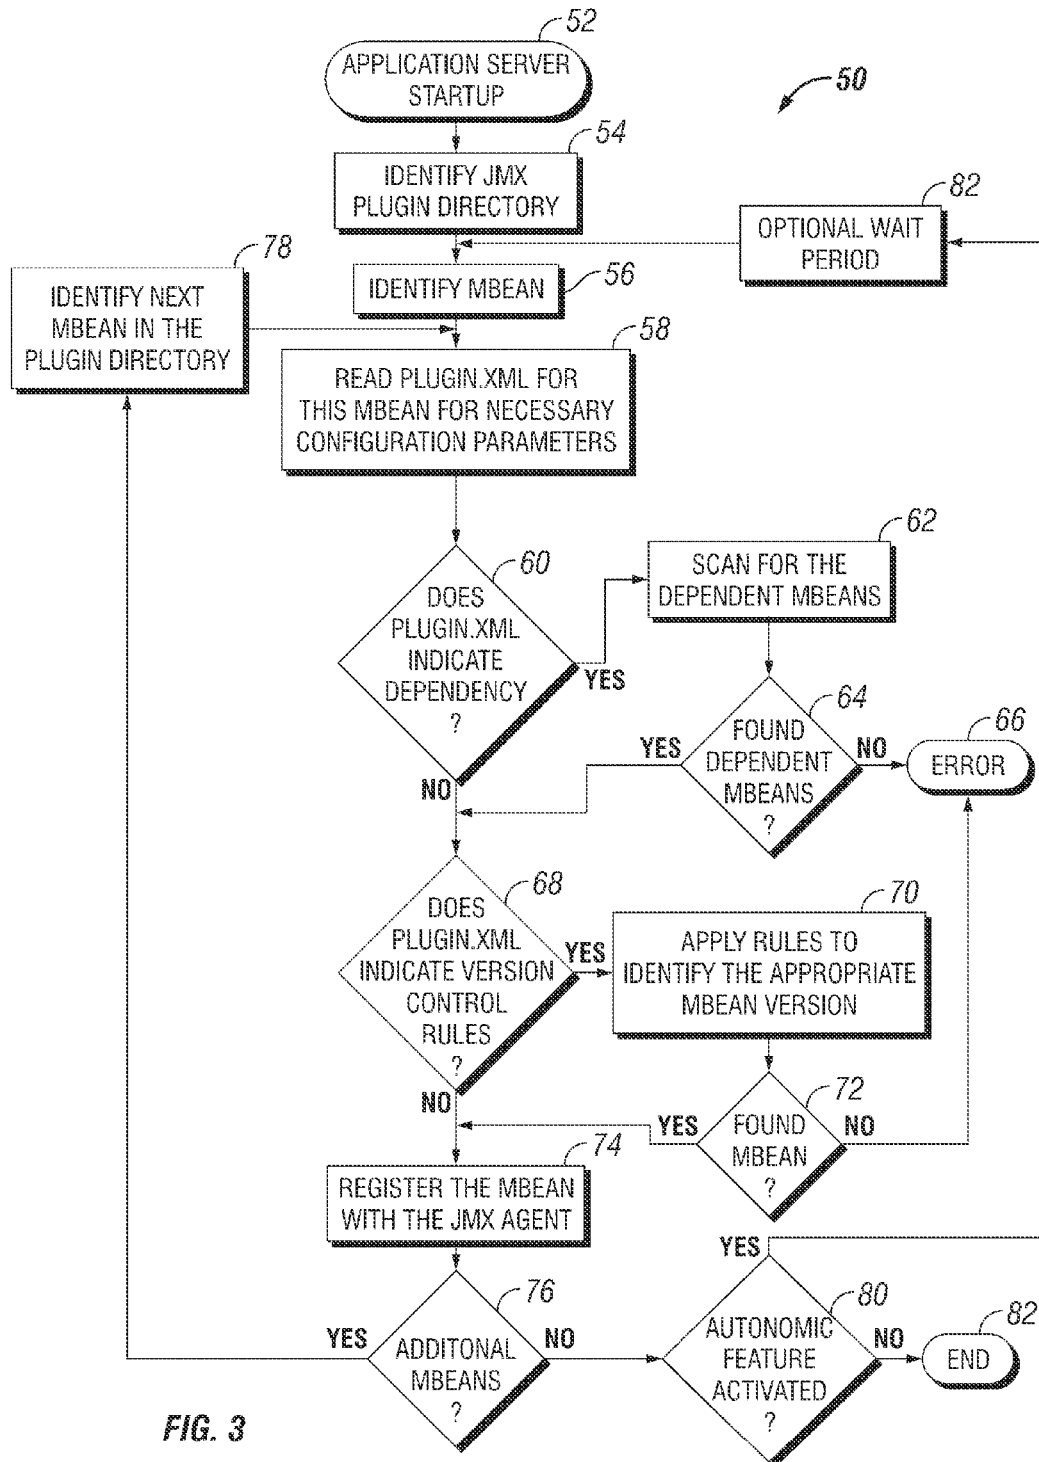 52
APPLICATION SERVER
STARTUP
50
54
IDENTIFY JMX
PLUGIN DIRECTORY
82
OPTIONAL WAIT
PERIOD
78
IDENTIFY NEXT
MBEAN IN THE
PLUGIN DIRECTORY
IDENTIFY MBEAN
56
58
READ PLUGIN.XML FOR
THIS MBEAN FOR NECESSARY
CONFIGURATION PARAMETERS
60
DOES
PLUGIN.XML
INDICATE
DEPENDENCY
?
YES
NO
62
SCAN FOR THE
DEPENDENT MBEANS
64
FOUND
DEPENDENT
MBEANS
?
YES
NO
66
ERROR
68
DOES
PLUGIN.XML
INDICATE VERSION
CONTROL
RULES
?
YES
NO
70
APPLY RULES TO
IDENTIFY THE APPROPRIATE
MBEAN VERSION
72
FOUND
MBEAN
?
YES
NO
74
REGISTER THE MBEAN
WITH THE JMX AGENT
76
ADDITONAL
MBEANS
?
YES
NO
80
AUTONOMIC
FEATURE
ACTIVATED
?
YES
NO
82
END
FIG. 3